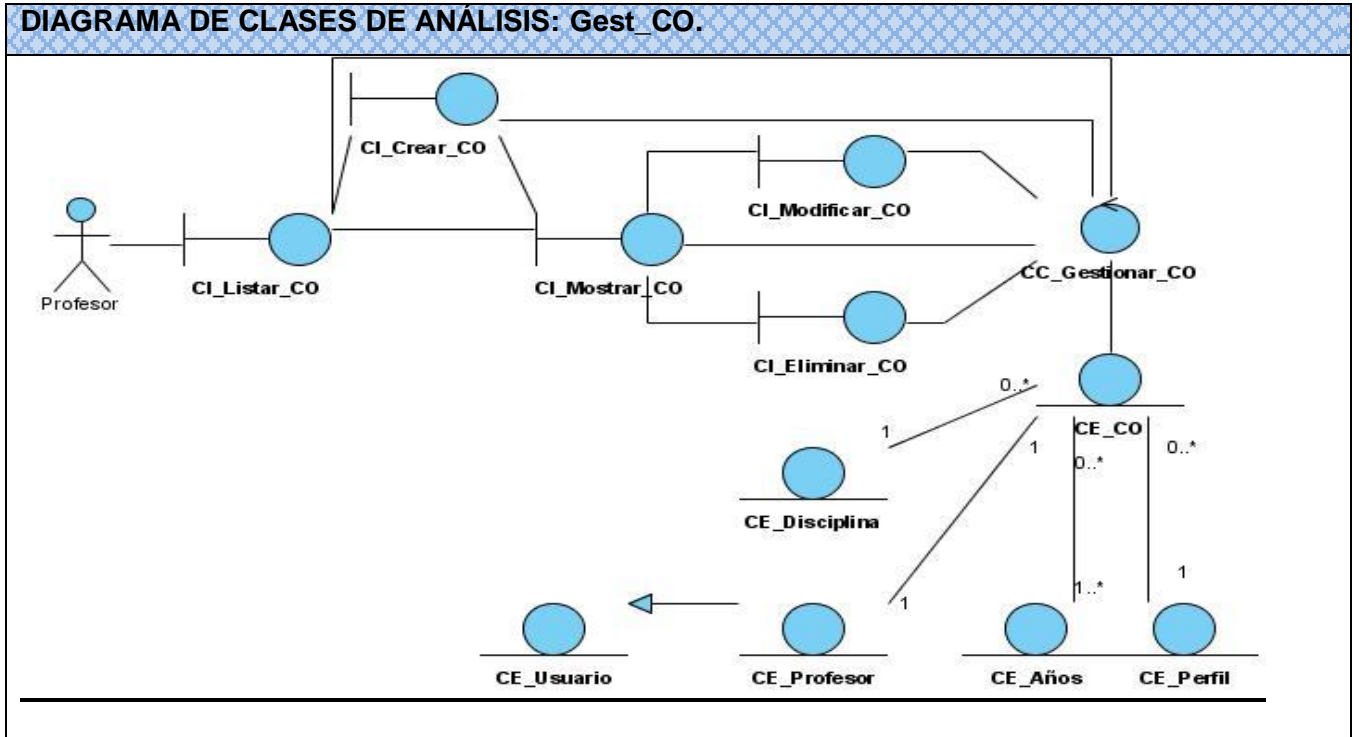 DIAGRAMA DE CLASES DE ANÁLISIS: Gest_CO.
CI_Crear_CO
CI_Modificar_CO
Profesor
CI_Listar_CO
CI_Mostrar_CO
CC_Gestionar_CO
CI_Eliminar_CO
0..*
1
CE_CO
1
0..*
0..*
CE_Disciplina
1
1..*
1
CE_Usuario
CE_Profesor
CE_Años
CE_Perfil